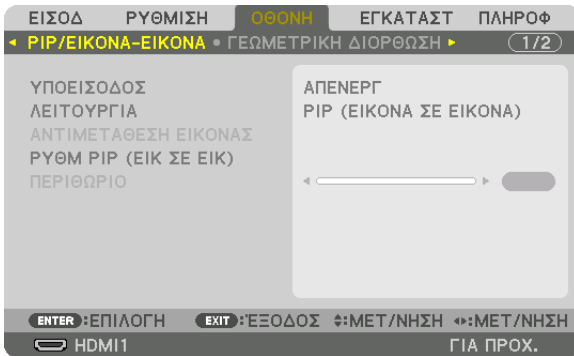 ΕΙΣΟΔ ΡΥΘΜΙΣΗ ΟΘΟΝΗ ΕΓΚΑΤΑΣΤ ΠΛΗΡΟΦ
◄ PIP/ΕΙΚΟΝΑ-ΕΙΚΟΝΑ • ΓΕΩΜΕΤΡΙΚΗ ΔΙΟΡΘΩΣΗ ► 1/2
ΥΠΟΕΙΣΟΔΟΣ ΑΠΕΝΕΡΓ
ΛΕΙΤΟΥΡΓΙΑ PIP (ΕΙΚΟΝΑ ΣΕ ΕΙΚΟΝΑ)
ΑΝΤΙΜΕΤΑΘΕΣΗ ΕΙΚΟΝΑΣ
ΡΥΘΜ PIP (ΕΙΚ ΣΕ ΕΙΚ)
ΠΕΡΙΘΩΡΙΟ
ENTER:ΕΠΙΛΟΓΗ EXIT:ΈΞΟΔΟΣ ♦:ΜΕΤ/ΝΗΣΗ ◂▸:ΜΕΤ/ΝΗΣΗ
HDMI1 ΓΙΑ ΠΡΟΧ.